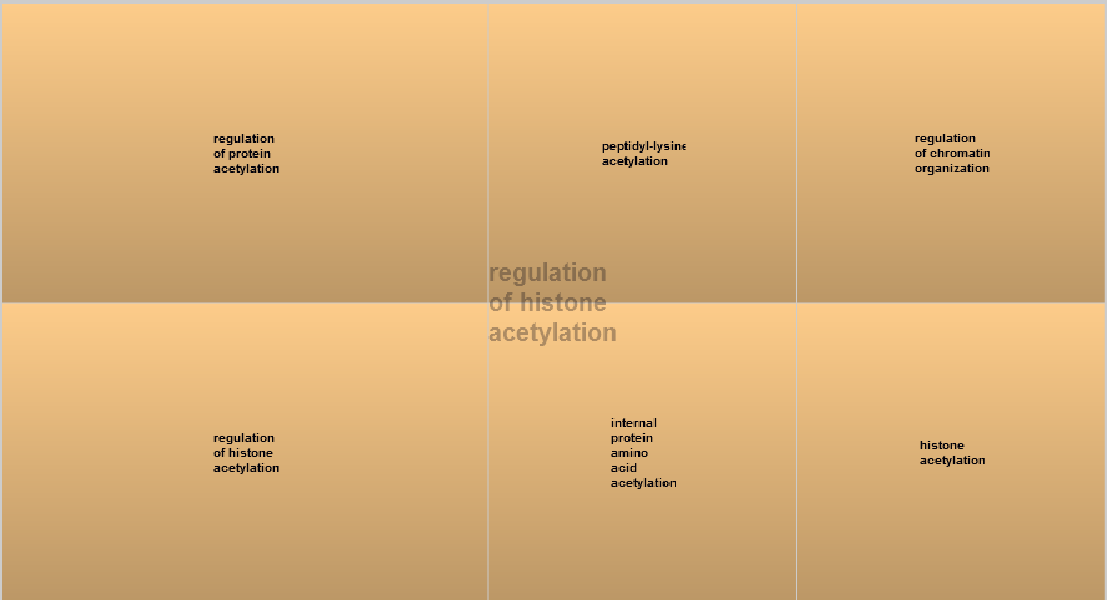 regulation
of protein
acetylation
peptidyl-lysine
acetylation
regulation
of chromatin
organization
regulation
of histone
acetylation
regulation
of histone
acetylation
internal
protein
amino
acid
acetylation
histone
acetylation